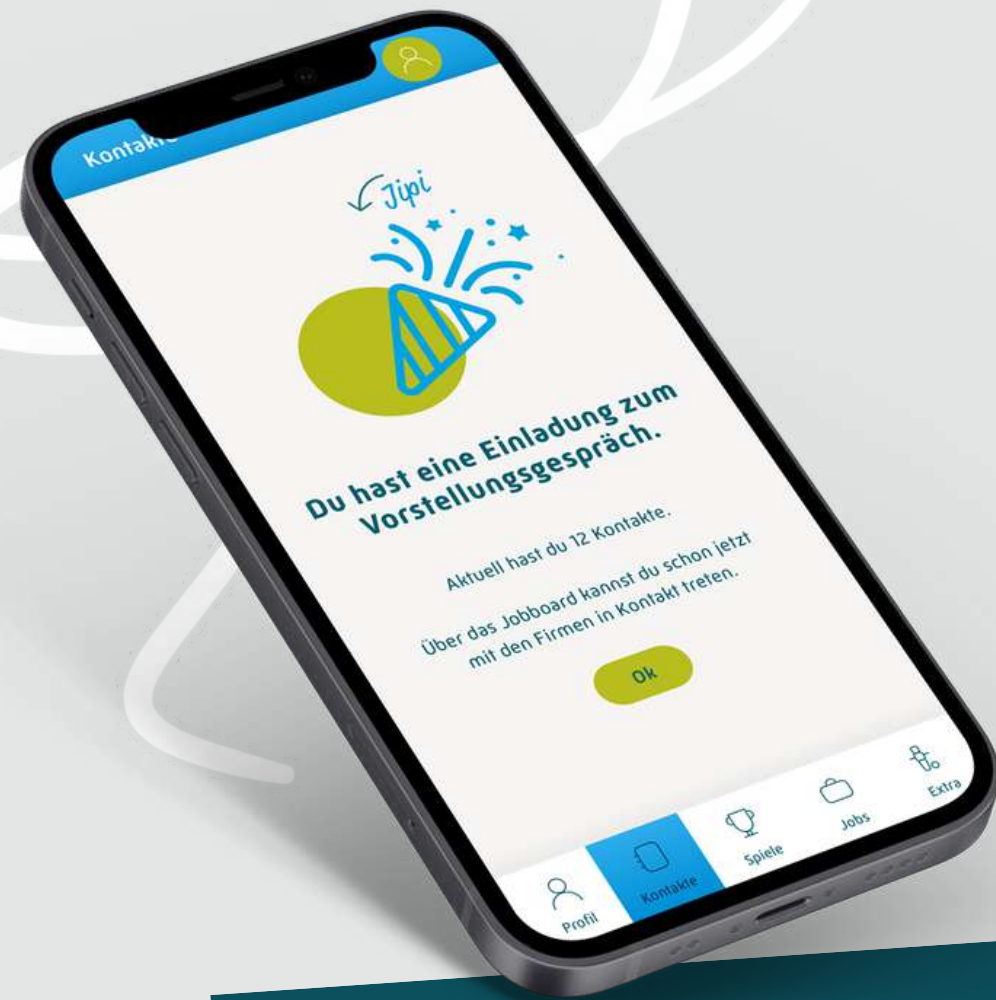 Jipi
Du hast eine Einladung zum
Vorstellungsgespräch.
Aktuell hast du 12 Kontakte.
Über das Jobboard kannst du schon jetzt
mit den Firmen in Kontakt treten.
Ok
Profil
Kontakte
Spiele
Jobs
Extra